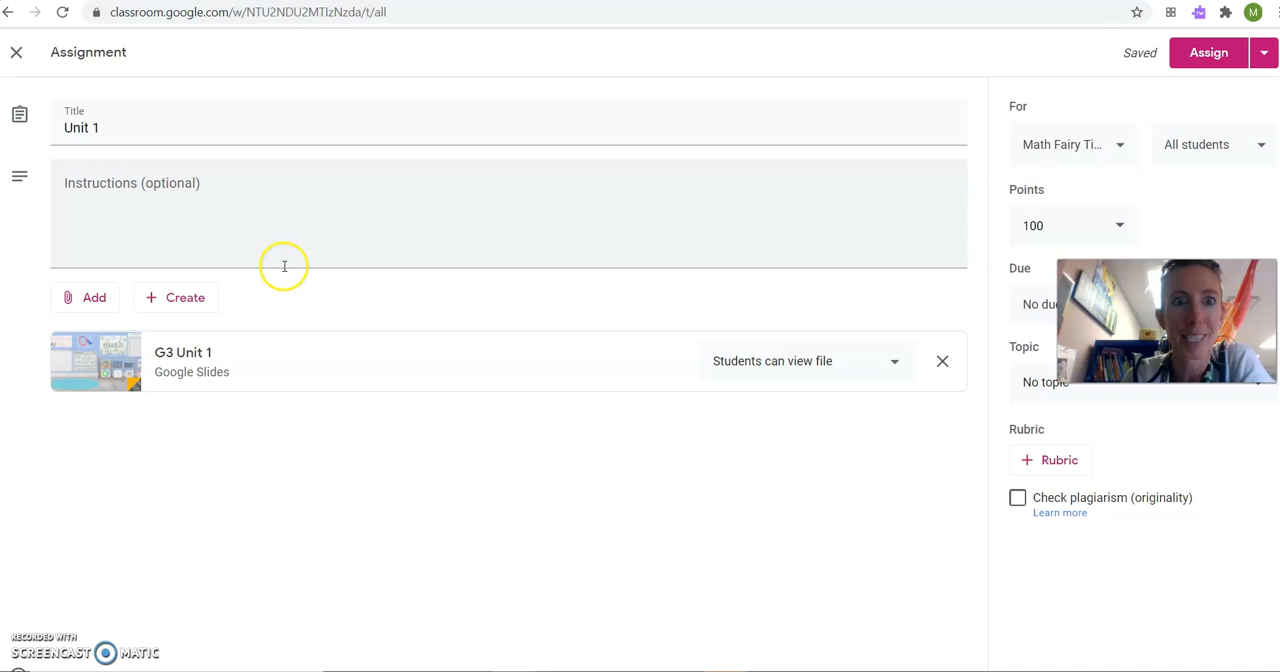 classroom.google.com/w/NTU2NDU2MTIzNzda/t/all
M
Assignment
Saved
Assign
Title
Unit 1
Instructions (optional)
Add
Create
G3 Unit 1
Google Slides
Students can view file
For
Math Fairy Ti...
All students
Points
100
Due
No du
Topic
No topic
Rubric
Rubric
Check plagiarism (originality)
Learn more
RECORDED WITH
SCREENCAST MATIC